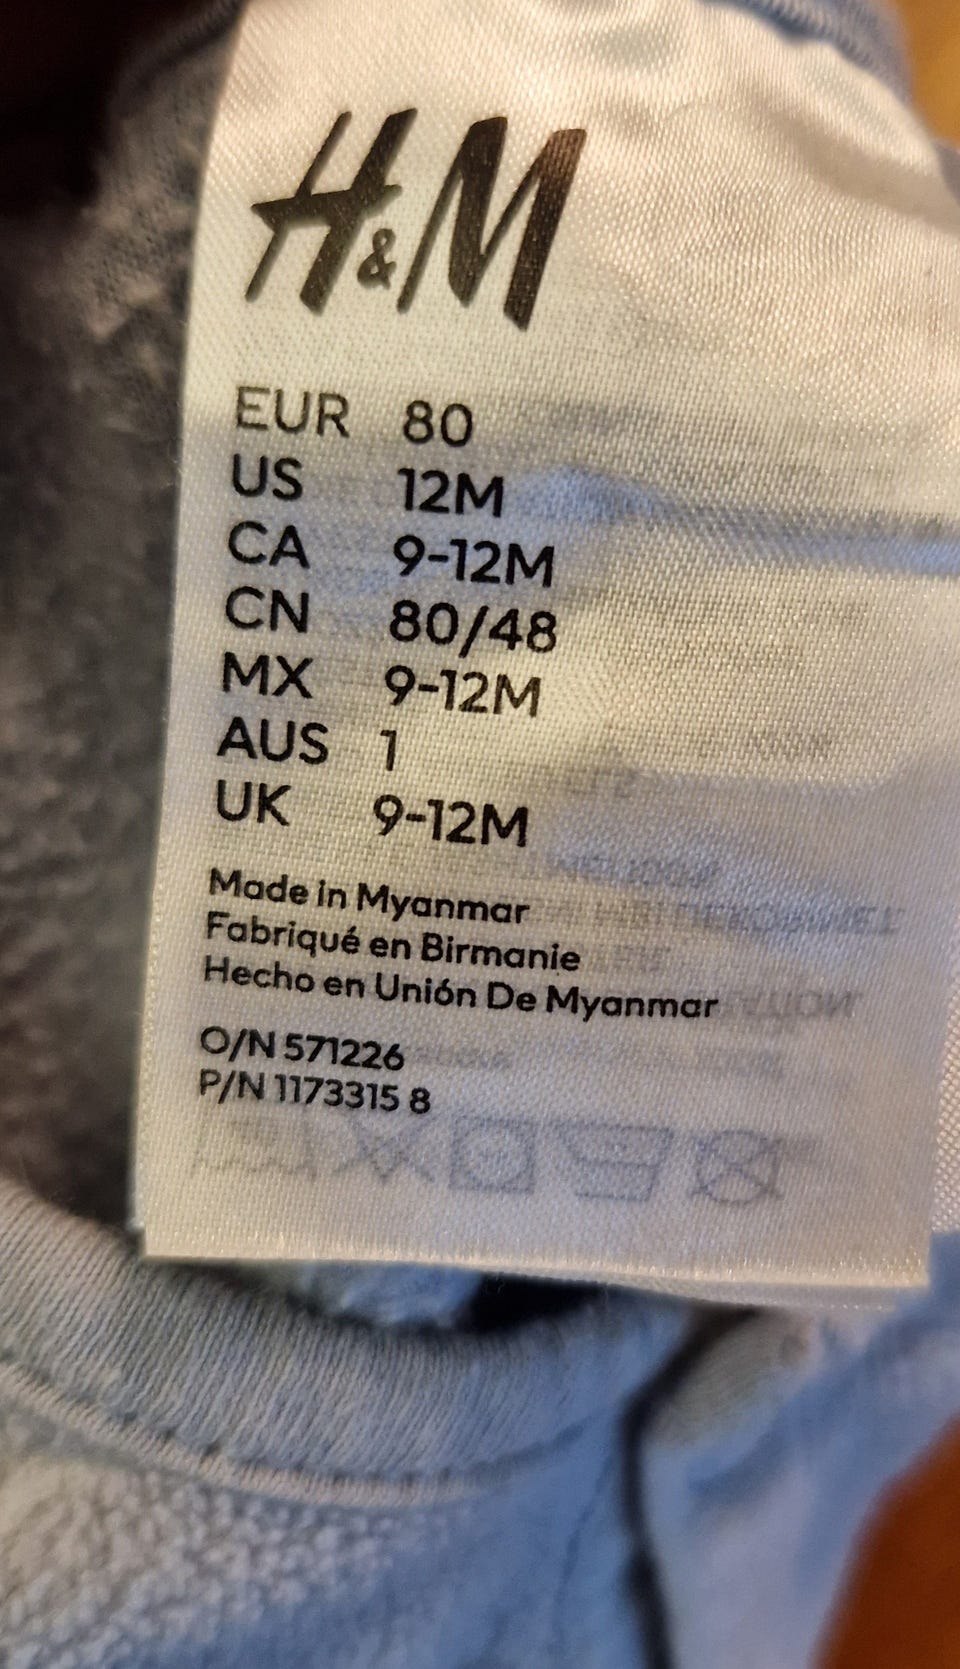 H&M
EUR 80
US 12M
CA 9-12M
CN 80/48
MX 9-12M
AUS 1
UK 9-12M
Made in Myanmar
Fabriqué en Birmanie
Hecho en Unión De Myanmar
O/N 571226
P/N 1173315 8